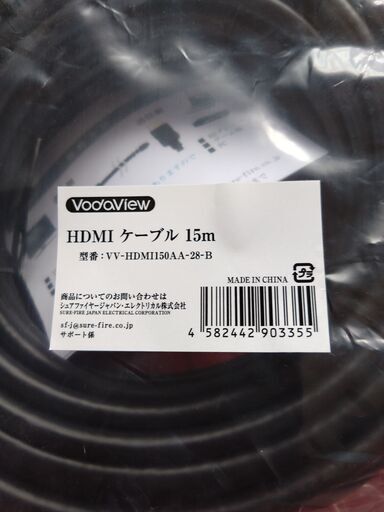 VodaView
HDMI ケーブル 15m
型番：VV-HDMI150AA-28-B
MADE IN CHINA
プラ
商品についてのお問い合わせは
シュアファイヤージャパン・エレクトリカル株式会社
SURE-FIRE JAPAN ELECTRICAL CORPORATION
sf-j@sure-fire.co.jp
サポート係
4 582442 903355